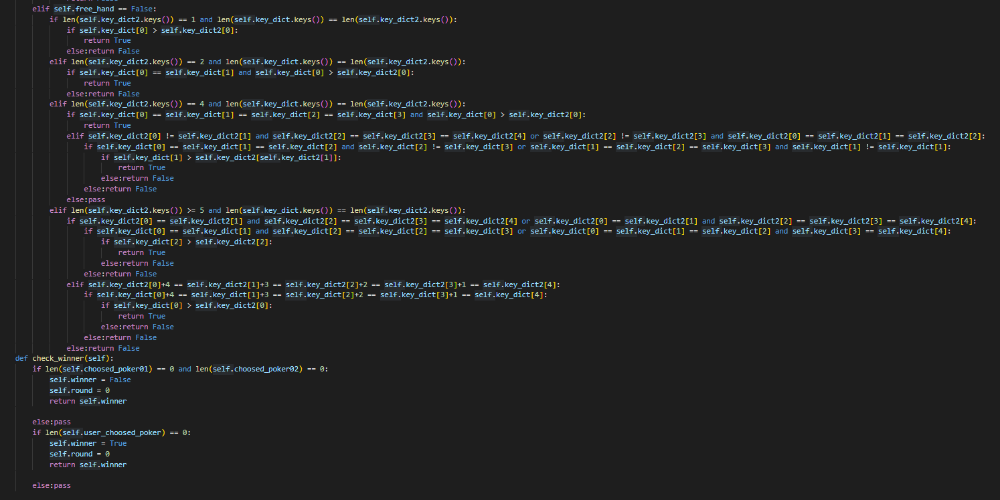 return False
elif self.free_hand == False:
if len(self.key_dict2.keys()) == 1 and len(self.key_dict.keys()) == len(self.key_dict2.keys()):
if self.key_dict[0] > self.key_dict2[0]:
return True
else:return False
elif len(self.key_dict2.keys()) == 2 and len(self.key_dict.keys()) == len(self.key_dict2.keys()):
if self.key_dict[0] == self.key_dict[1] and self.key_dict[0] > self.key_dict2[0]:
return True
else:return False
elif len(self.key_dict2.keys()) == 4 and len(self.key_dict.keys()) == len(self.key_dict2.keys()):
if self.key_dict[0] == self.key_dict[1] == self.key_dict[2] == self.key_dict[3] and self.key_dict[0] > self.key_dict2[0]:
return True
elif self.key_dict2[0] != self.key_dict2[1] and self.key_dict2[2] == self.key_dict2[3] == self.key_dict2[4] or self.key_dict2[2] != self.key_dict2[3] and self.key_dict2[0] == self.key_dict2[1] == self.key_dict2[2]:
if self.key_dict[0] == self.key_dict[1] == self.key_dict[2] and self.key_dict[2] != self.key_dict[3] or self.key_dict[1] == self.key_dict[2] == self.key_dict[3] and self.key_dict[1] != self.key_dict[1]:
if self.key_dict[1] > self.key_dict2[self.key_dict2[1]]:
return True
else:return False
else:return False
else:pass
elif len(self.key_dict2.keys()) >= 5 and len(self.key_dict.keys()) == len(self.key_dict2.keys()):
if self.key_dict2[0] == self.key_dict2[1] and self.key_dict2[2] == self.key_dict2[3] == self.key_dict2[4] or self.key_dict2[0] == self.key_dict2[1] and self.key_dict2[2] == self.key_dict2[3] == self.key_dict2[4]:
if self.key_dict[0] == self.key_dict[1] and self.key_dict[2] == self.key_dict[2] == self.key_dict[3] or self.key_dict[0] == self.key_dict[1] == self.key_dict[2] and self.key_dict[3] == self.key_dict[4]:
if self.key_dict[2] > self.key_dict2[2]:
return True
else:return False
else:return False
elif self.key_dict2[0]+4 == self.key_dict2[1]+3 == self.key_dict2[2]+2 == self.key_dict2[3]+1 == self.key_dict2[4]:
if self.key_dict[0]+4 == self.key_dict[1]+3 == self.key_dict[2]+2 == self.key_dict[3]+1 == self.key_dict[4]:
if self.key_dict[0] > self.key_dict2[0]:
return True
else:return False
else:return False
else:return False
def check_winner(self):
if len(self.choosed_poker01) == 0 and len(self.choosed_poker02) == 0:
self.winner = False
self.round = 0
return self.winner
else:pass
if len(self.user_choosed_poker) == 0:
self.winner = True
self.round = 0
return self.winner
else:pass